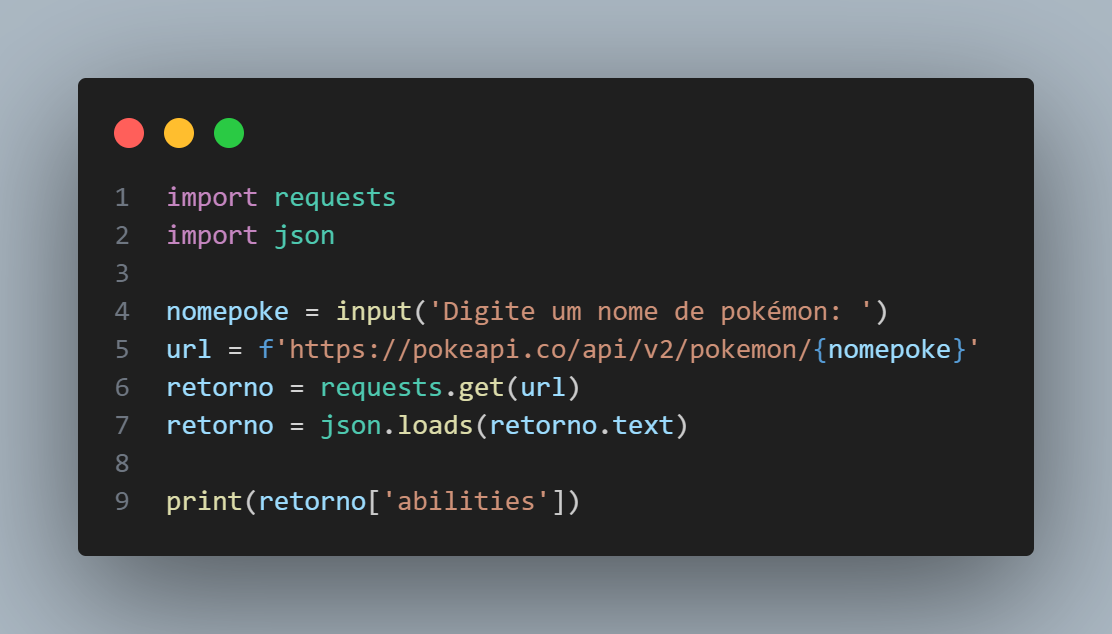 1 import requests
2 import json
3
4 nomepoke = input('Digite um nome de pokémon: ')
5 url = f'https://pokeapi.co/api/v2/pokemon/{nomepoke}'
6 retorno = requests.get(url)
7 retorno = json.loads(retorno.text)
8
9 print(retorno['abilities'])